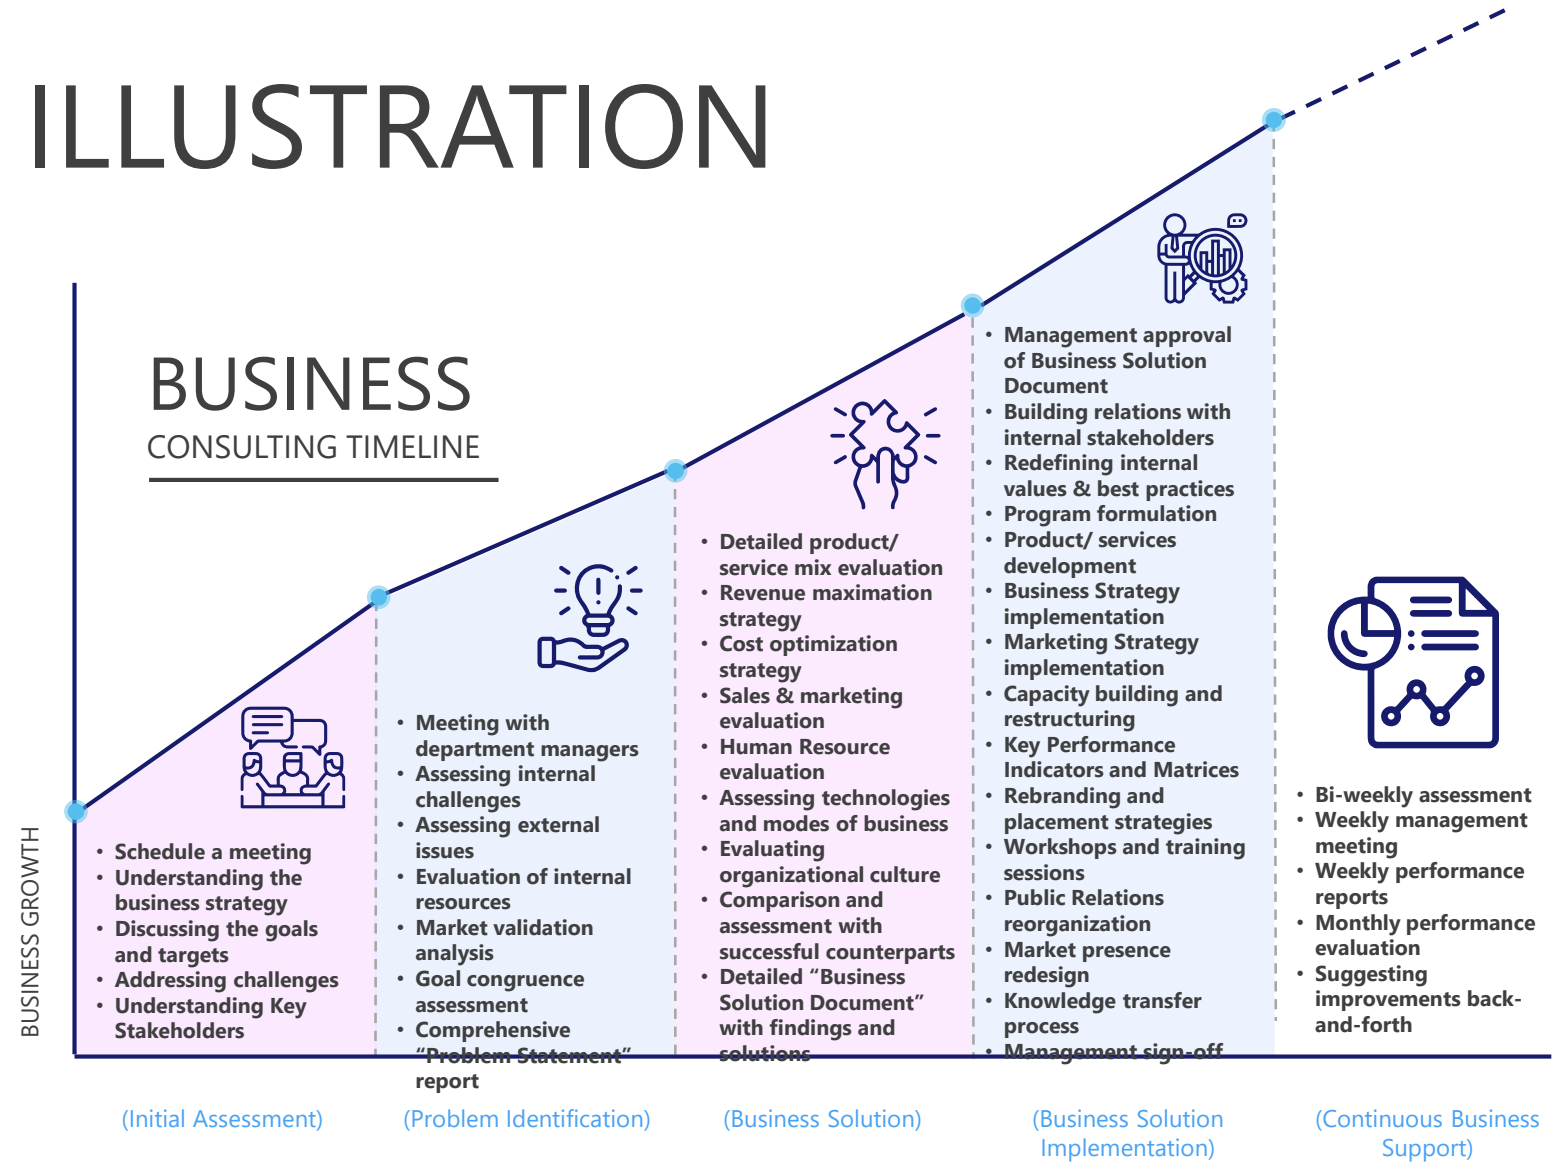 ILLUSTRATION
BUSINESS
CONSULTING TIMELINE
BUSINESS GROWTH
• Schedule a meeting
• Understanding the
business strategy
• Discussing the goals
and targets
• Addressing challenges
• Understanding Key
Stakeholders
(Initial Assessment)
• Meeting with
department managers
• Assessing internal
challenges
• Assessing external
issues
• Evaluation of internal
resources
• Market validation
analysis
• Goal congruence
assessment
• Comprehensive
“Problem Statement”
report
(Problem Identification)
• Detailed product/
service mix evaluation
• Revenue maximation
strategy
• Cost optimization
strategy
• Sales & marketing
evaluation
• Human Resource
evaluation
• Assessing technologies
and modes of business
• Evaluating
organizational culture
• Comparison and
assessment with
successful counterparts
• Detailed “Business
Solution Document”
with findings and
solutions
(Business Solution)
• Management approval
of Business Solution
Document
• Building relations with
internal stakeholders
• Redefining internal
values & best practices
• Program formulation
• Product/ services
development
• Business Strategy
implementation
• Marketing Strategy
implementation
• Capacity building and
restructuring
• Key Performance
Indicators and Matrices
• Rebranding and
placement strategies
• Workshops and training
sessions
• Public Relations
reorganization
• Market presence
redesign
• Knowledge transfer
process
• Management sign-off
(Business Solution
Implementation)
• Bi-weekly assessment
• Weekly management
meeting
• Weekly performance
reports
• Monthly performance
evaluation
• Suggesting
improvements back-
and-forth
(Continuous Business
Support)